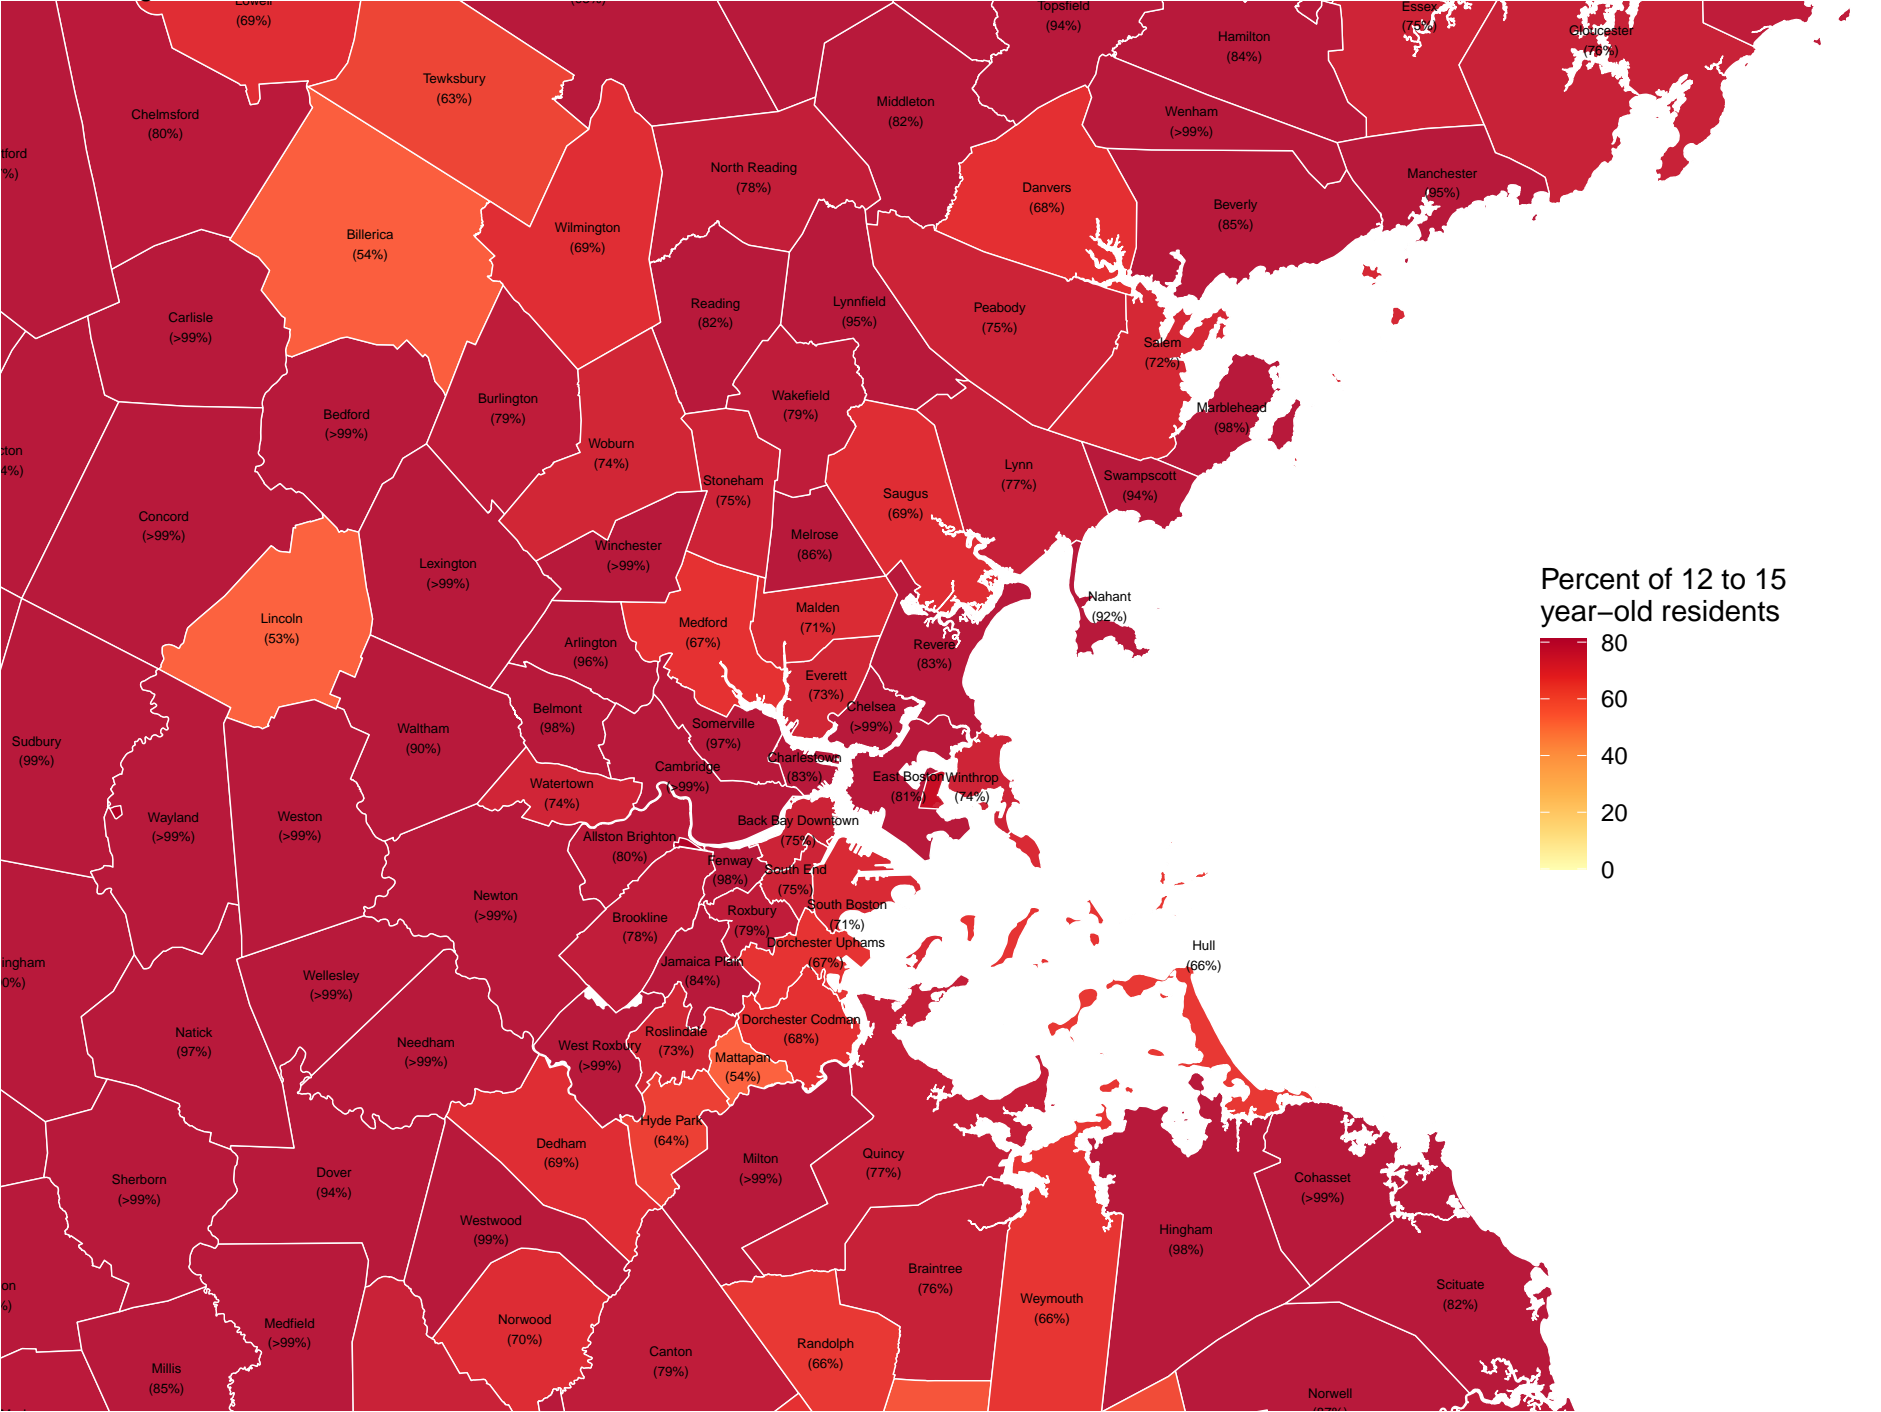 Lowell
(69%)
Topsfield
(94%)
Essex
(75%)
Gloucester
(76%)
Hamilton
(84%)
Tewksbury
(63%)
Chelmsford
(80%)
Middleton
(82%)
Wenham
(>99%)
tford
North Reading
(78%)
Manchester
(95%)
Danvers
(68%)
Beverly
(85%)
Billerica
(54%)
Wilmington
(69%)
Carlisle
(>99%)
Reading
(82%)
Lynnfield
(95%)
Peabody
(75%)
Salem
(72%)
Bedford
(>99%)
Burlington
(79%)
Wakefield
(79%)
Marblehead
(98%)
cton
4%)
Woburn
(74%)
Stoneham
(75%)
Lynn
(77%)
Swampscott
(94%)
Saugus
(69%)
Concord
(>99%)
Lexington
(>99%)
Winchester
(>99%)
Melrose
(86%)
Percent of 12 to 15
year−old residents
80
60
40
20
0
Nahant
(92%)
Lincoln
(53%)
Arlington
(96%)
Medford
(67%)
Malden
(71%)
Revere
(83%)
Everett
(73%)
Chelsea
(>99%)
Sudbury
(99%)
Waltham
(90%)
Belmont
(98%)
Somerville
(97%)
Cambridge
(>99%)
Charlestown
(83%)
East Boston
(81%)
Winthrop
(74%)
Watertown
(74%)
Wayland
(>99%)
Weston
(>99%)
Back Bay Downtown
(75%)
Allston Brighton
(80%)
Fenway
(98%)
South End
(75%)
Newton
(>99%)
Brookline
(78%)
Roxbury
(79%)
South Boston
(71%)
Dorchester Uphams
(67%)
Hull
(66%)
ingham
0%)
Wellesley
(>99%)
Jamaica Plain
(84%)
Natick
(97%)
Needham
(>99%)
West Roxbury
(>99%)
Roslindale
(73%)
Dorchester Codman
(68%)
Mattapan
(54%)
Hyde Park
(64%)
Dedham
(69%)
Milton
(>99%)
Quincy
(77%)
Sherborn
(>99%)
Dover
(94%)
Cohasset
(>99%)
Westwood
(99%)
Hingham
(98%)
on
%)
Braintree
(76%)
Weymouth
(66%)
Scituate
(82%)
Medfield
(>99%)
Norwood
(70%)
Randolph
(66%)
Millis
(85%)
Canton
(79%)
Norwell